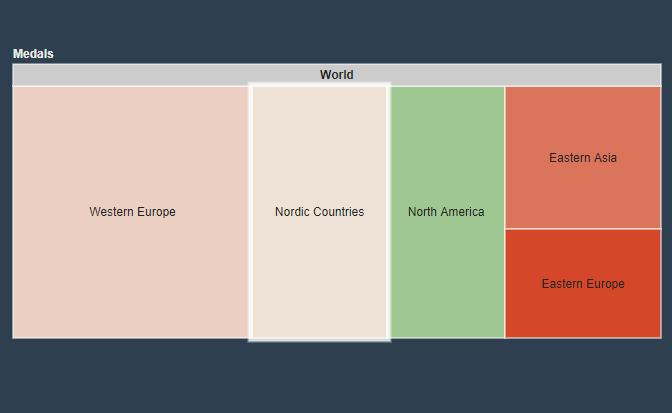 Medals
World
Western Europe
Nordic Countries
North America
Eastern Asia
Eastern Europe